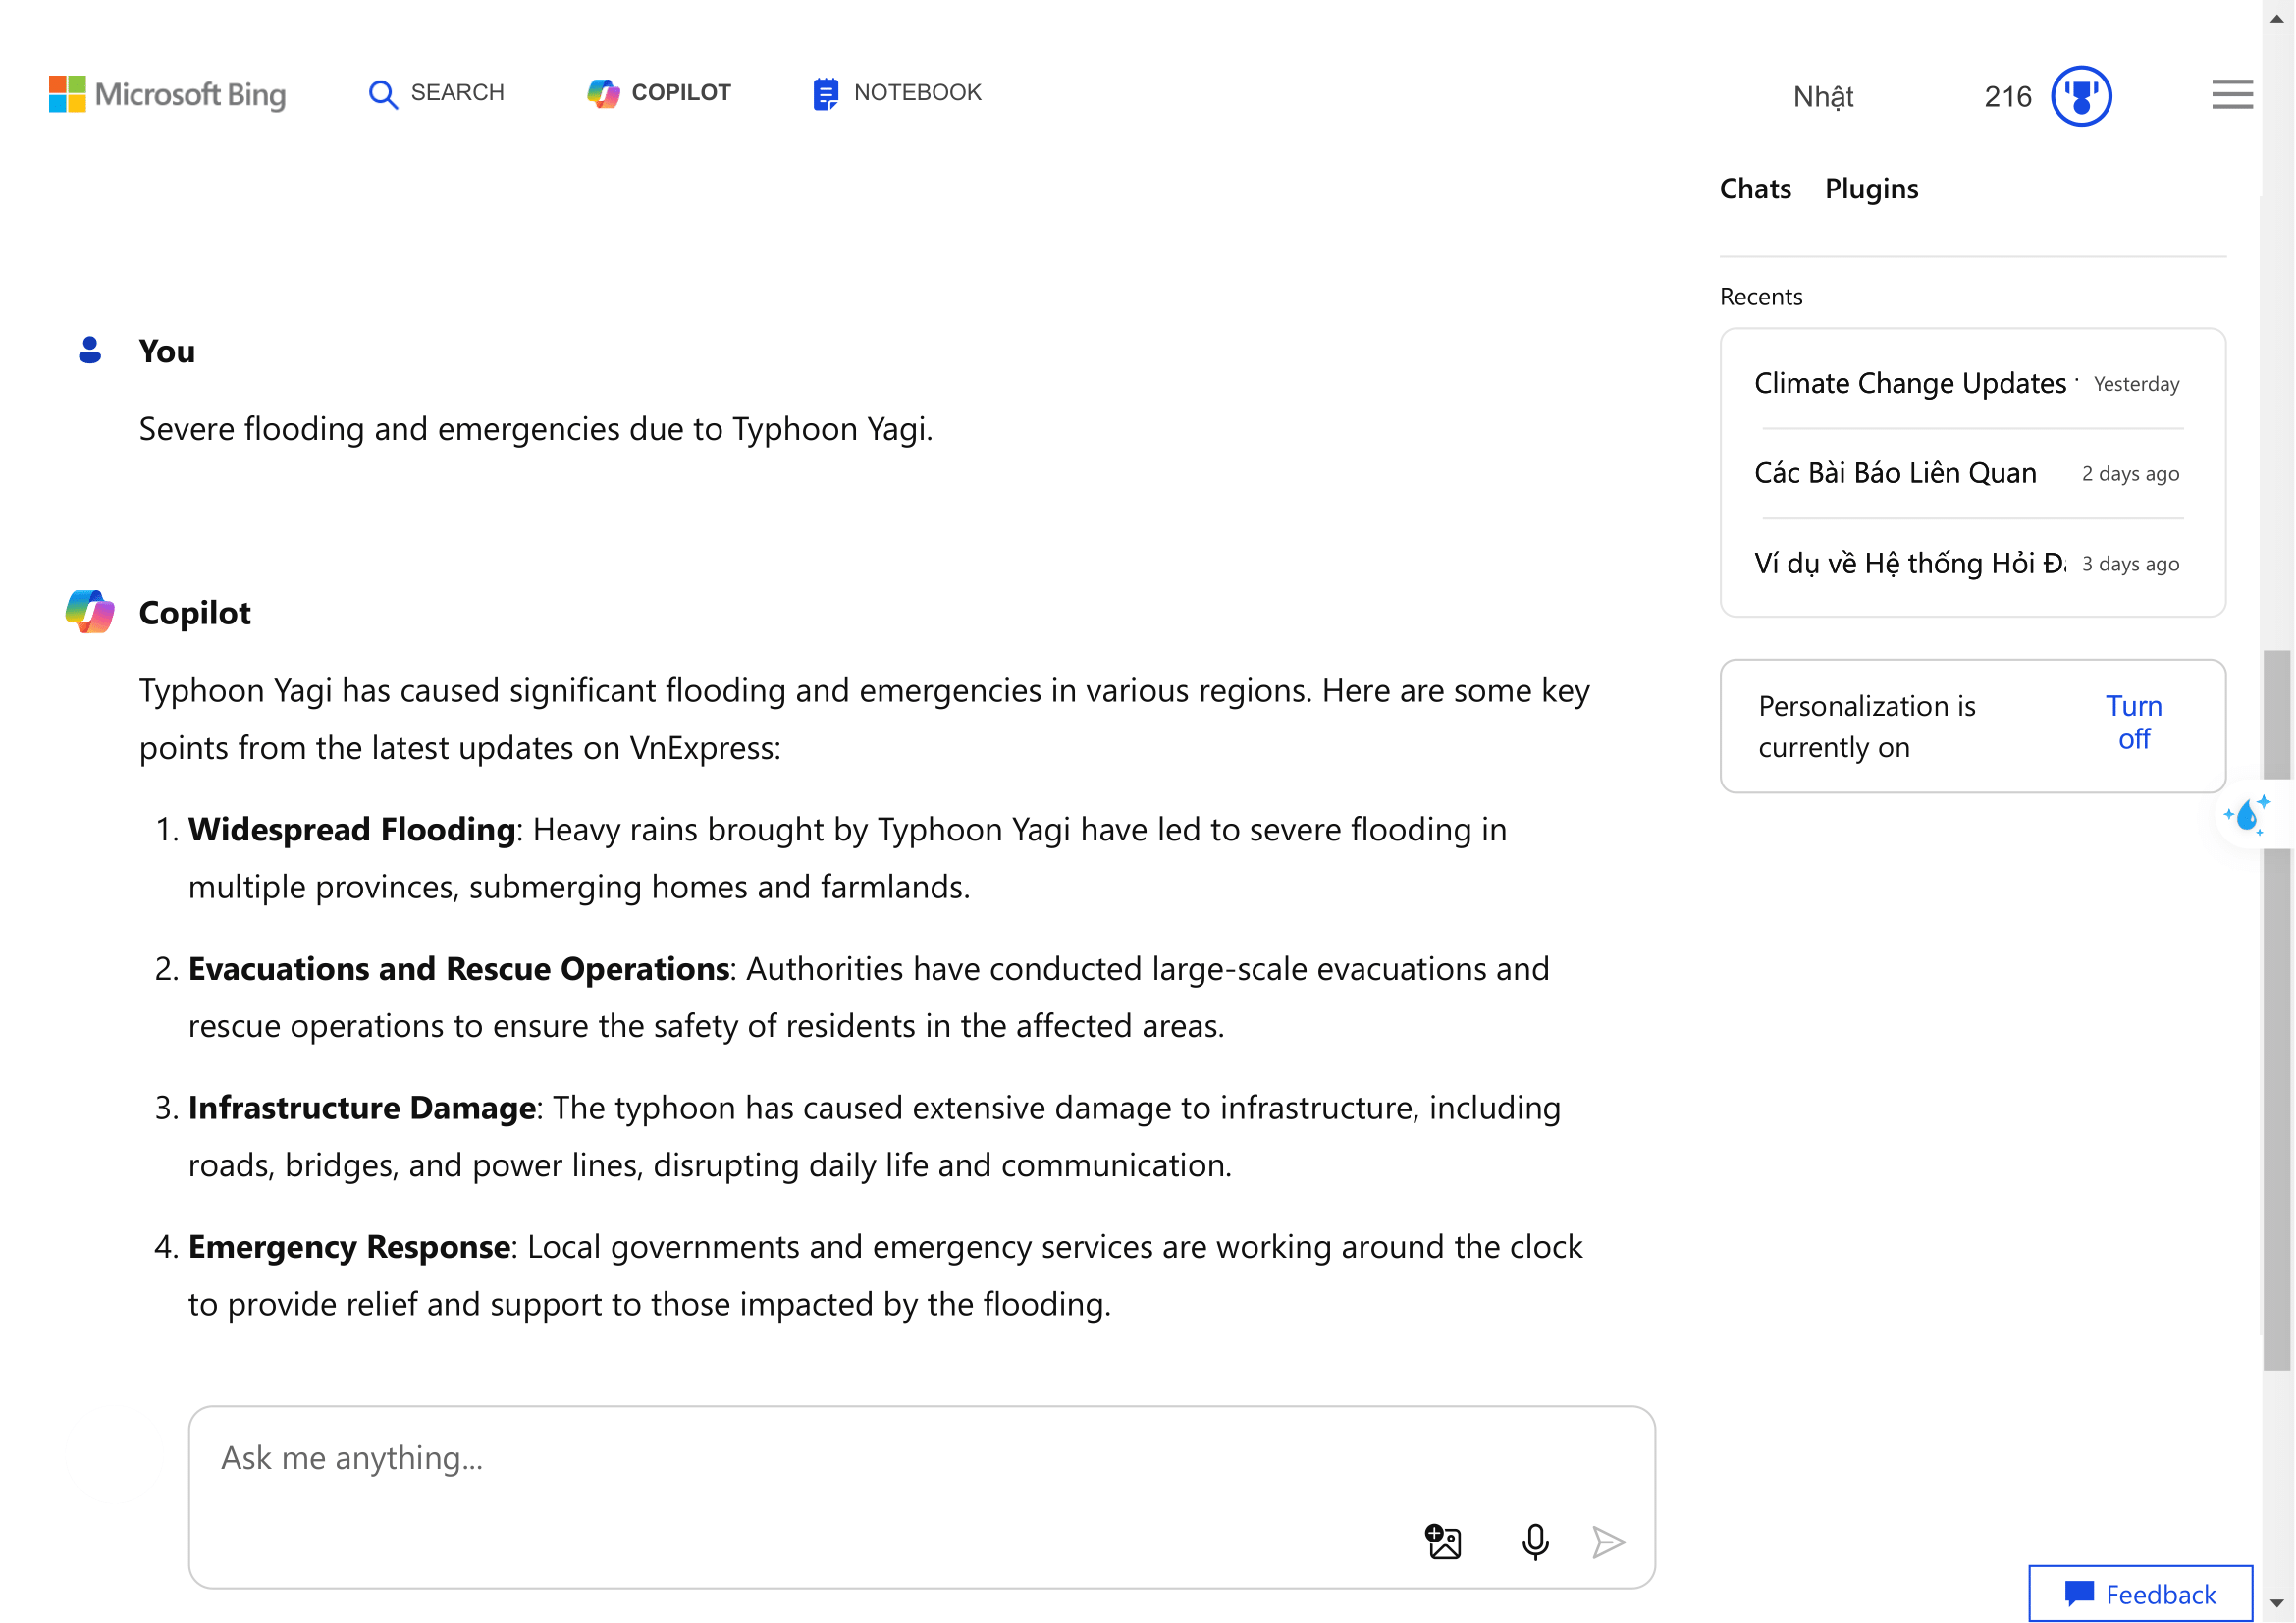 Microsoft Bing SEARCH COPILOT NOTEBOOK Nhật 216
Chats Plugins
Recents
Climate Change Updates Yesterday
Các Bài Báo Liên Quan 2 days ago
Ví dụ về Hệ thống Hỏi 3 days ago
Personalization is
currently on
Turn
off
You
Severe flooding and emergencies due to Typhoon Yagi.
Copilot
Typhoon Yagi has caused significant flooding and emergencies in various regions. Here are some key
points from the latest updates on VnExpress:
1. Widespread Flooding: Heavy rains brought by Typhoon Yagi have led to severe flooding in
multiple provinces, submerging homes and farmlands.
2. Evacuations and Rescue Operations: Authorities have conducted large-scale evacuations and
rescue operations to ensure the safety of residents in the affected areas.
3. Infrastructure Damage: The typhoon has caused extensive damage to infrastructure, including
roads, bridges, and power lines, disrupting daily life and communication.
4. Emergency Response: Local governments and emergency services are working around the clock
to provide relief and support to those impacted by the flooding.
Ask me anything...
Feedback